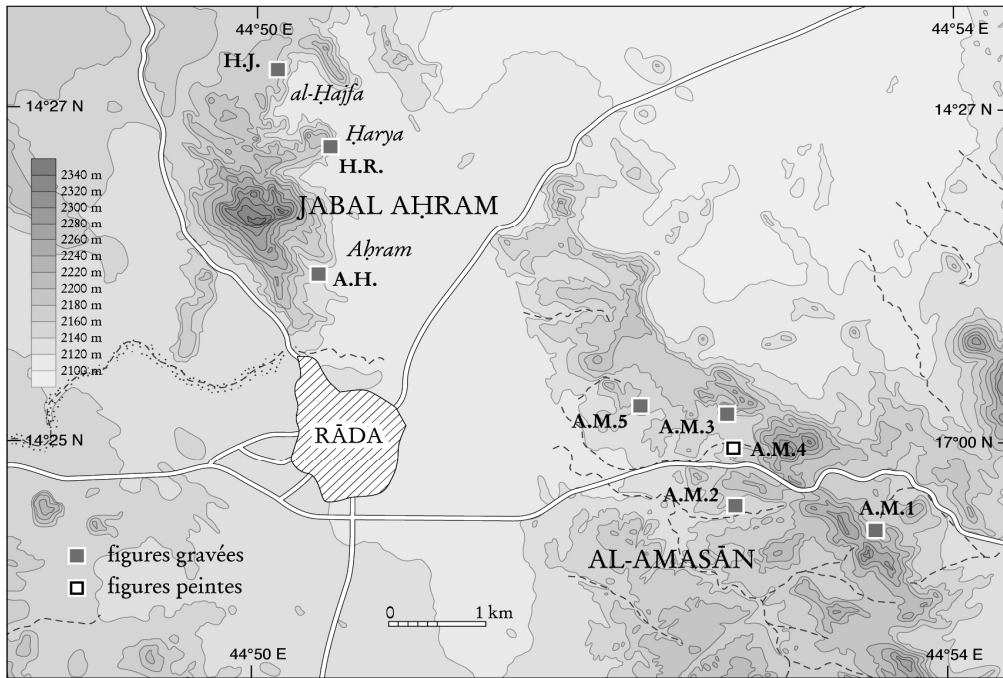 44°50 E
44°54 E
H.J.
al-Ḥajfa
14°27 N
14°27 N
Ḥarya
H.R.
2340 m
2320 m
2300 m
2280 m
2260 m
2240 m
2220 m
2200 m
2180 m
2160 m
2140 m
2120 m
2100 m
JABAL AḤRAM
Aḥram
A.H.
A.M.5
A.M.3
RĀDA
14°25 N
17°00 N
A.M.4
A.M.2
A.M.1
AL-AMASĀN
figures gravées
figures peintes
0 1 km
44°50 E
44°54 E